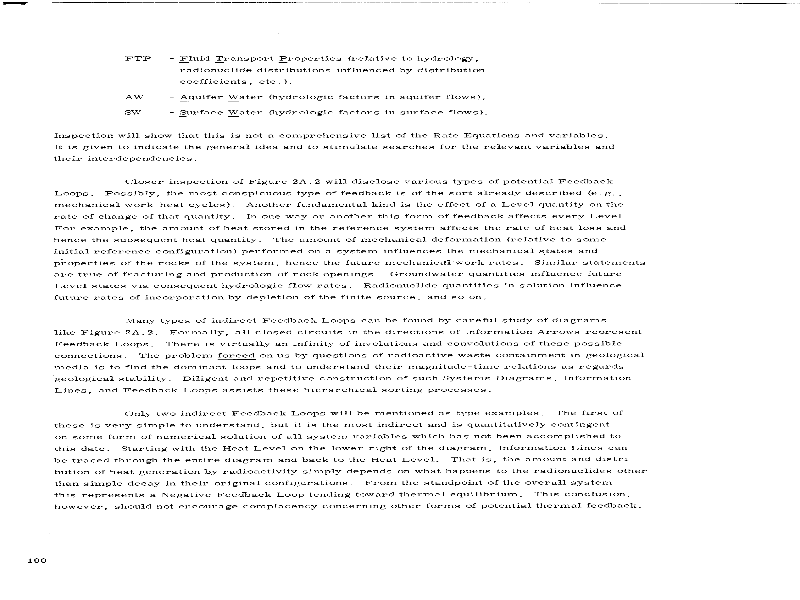 FTP - Fluid Transport Properties (relative to hydrology,
radionuclide distributions influenced by distribution
coefficients, etc.).
AW - Aquifer Water (hydrologic factors in aquifer flows).
SW - Surface Water (hydrologic factors in surface flows).
Inspection will show that this is not a comprehensive list of the Rate Equations and variables.
It is given to indicate the general idea and to stimulate searches for the relevant variables and
their interdependencies.
Closer inspection of Figure 2A.2 will disclose various types of potential Feedback
Loops. Possibly, the most conspicuous type of feedback is of the sort already described (e.g.,
mechanical work heat cycles). Another fundamental kind is the effect of a Level quantity on the
rate of change of that quantity. In one way or another this form of feedback affects every Level.
For example, the amount of heat stored in the reference system affects the rate of heat loss and
hence the subsequent heat quantity. The amount of mechanical deformation (relative to some
initial reference configuration) performed on a system influences the mechanical states and
properties of the rocks of the system, hence the future mechanical work rates. Similar statements
are true of fracturing and production of rock openings. Groundwater quantities influence future
Level states via consequent hydrologic flow rates. Radionuclide quantities in solution influence
future rates of incorporation by depletion of the finite source, and so on.
Many types of indirect Feedback Loops can be found by careful study of diagrams
like Figure 2A.2. Formally, all closed circuits in the directions of Information Arrows represent
Feedback Loops. There is virtually an infinity of involutions and convolutions of these possible
connections. The problem forced on us by questions of radioactive waste containment in geological
media is to find the dominant loops and to understand their magnitude-time relations as regards
geological stability. Diligent and repetitive construction of such Systems Diagrams, Information
Lines, and Feedback Loops assists these hierarchical sorting processes.
Only two indirect Feedback Loops will be mentioned as type examples. The first of
these is very simple to understand, but it is the most indirect and is quantitatively contingent
on some form of numerical solution of all system variables which has not been accomplished to
this date. Starting with the Heat Level on the lower right of the diagram, Information Lines can
be traced through the entire diagram and back to the Heat Level. That is, the amount and distri-
bution of heat generation by radioactivity simply depends on what happens to the radionuclides other
than simple decay in their original configurations. From the standpoint of the overall system
this represents a Negative Feedback Loop tending toward thermal equilibrium. This conclusion,
however, should not encourage complacency concerning other forms of potential thermal feedback.
100